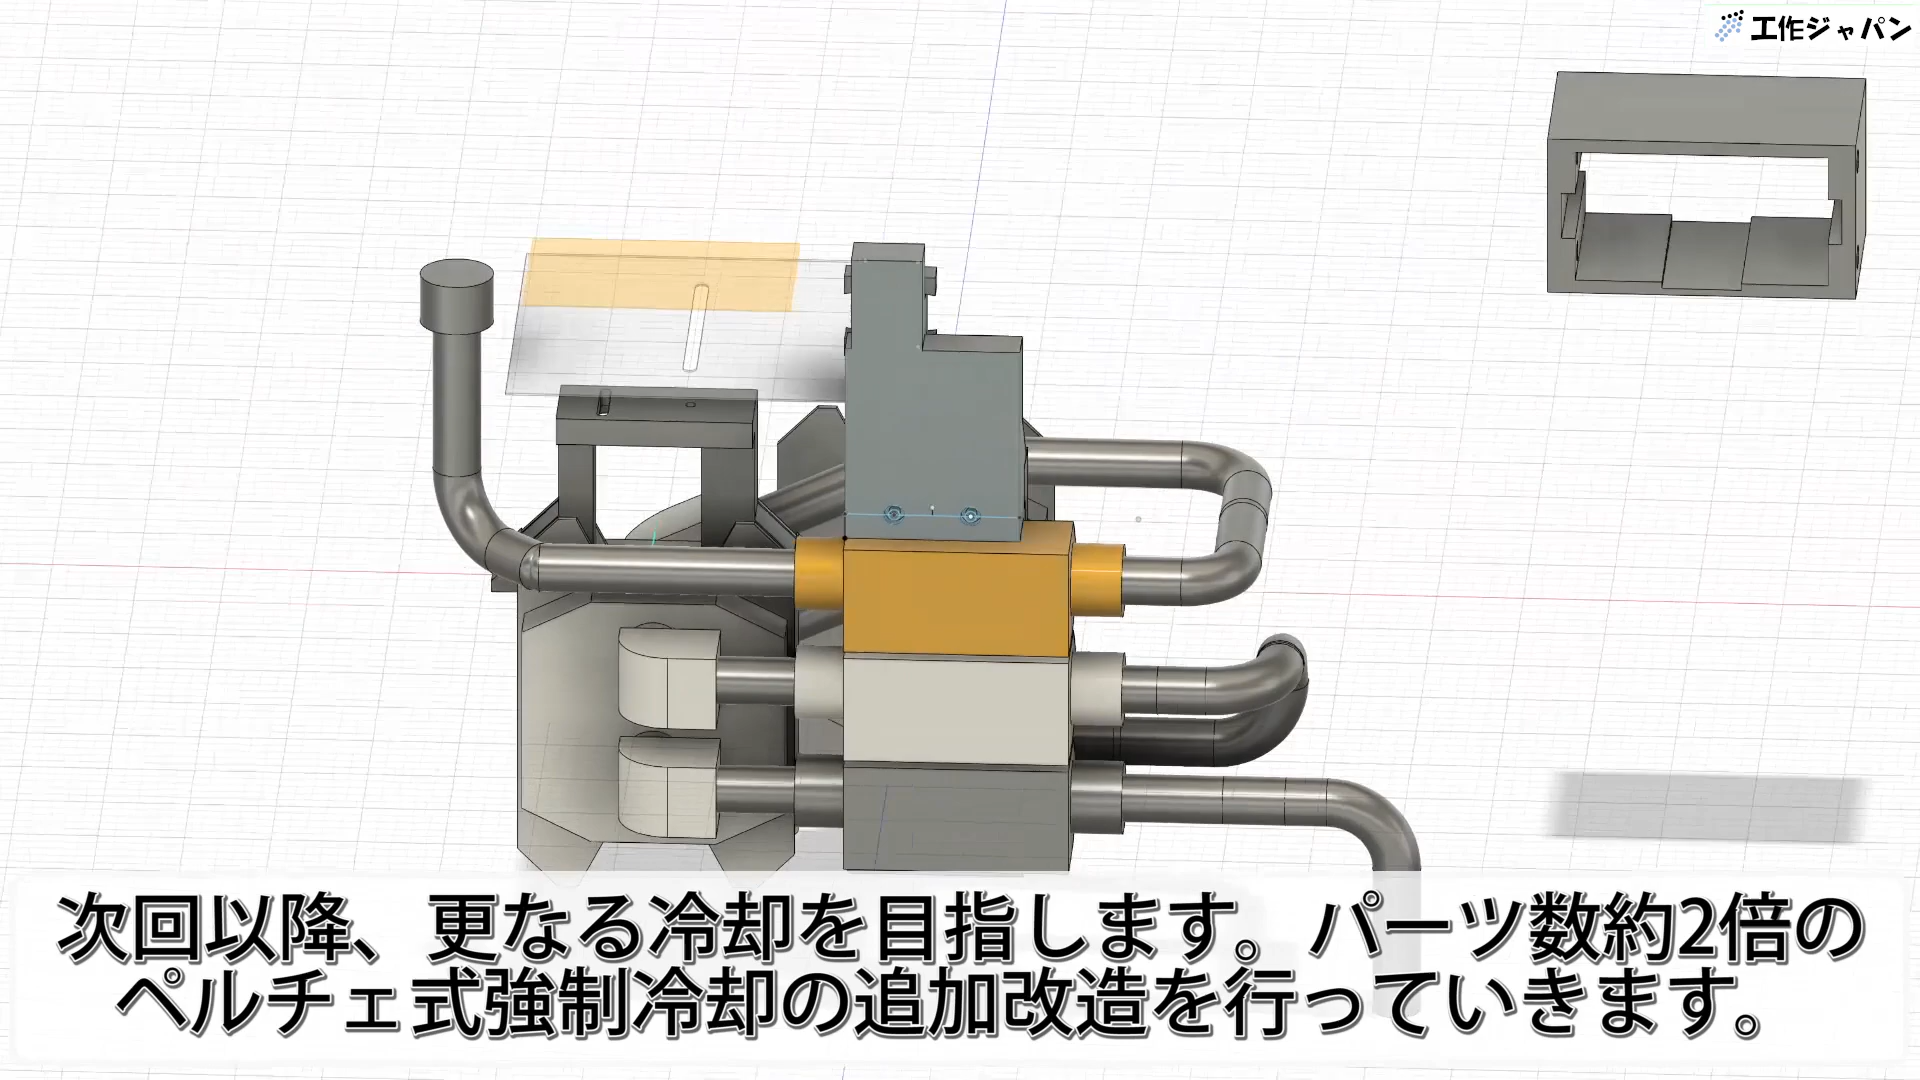 工作ジャパン
次回以降、更なる冷却を目指します。パーツ数約2倍の
ペルチェ式強制冷却の追加改造を行っていきます。